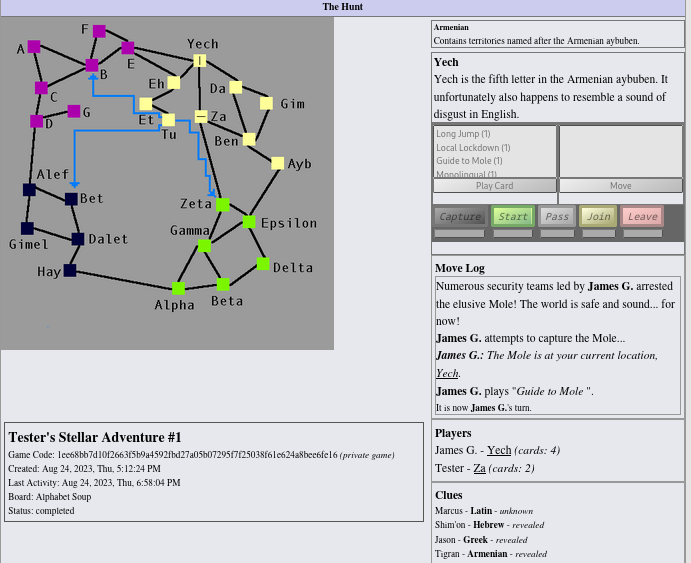 The Hunt
F
A
E
B
C
D
G
Yech
Eh
Da
Gim
Et
Tu
Za
Ben
Ayb
Alef
Bet
Gimel
Dalet
Hay
Zeta
Epsilon
Gamma
Delta
Alpha
Beta
Armenian
Contains territories named after the Armenian aybuben.
Yech
Yech is the fifth letter in the Armenian aybuben. It
unfortunately also happens to resemble a sound of
disgust in English.
Long Jump (1)
Local Lockdown (1)
Guide to Mole (1)
Monolingual (1)
Play Card
Move
Capture
Start
Pass
Join
Leave
Move Log
Numerous security teams led by James G. arrested
the elusive Mole! The world is safe and sound... for
now!
James G. attempts to capture the Mole...
James G.: The Mole is at your current location,
Yech.
James G. plays "Guide to Mole ".
It is now James G.'s turn.
Players
James G. - Yech (cards: 4)
Tester - Za (cards: 2)
Clues
Marcus - Latin - unknown
Sham'on - Hebrew - revealed
Jason - Greek - revealed
Tigran - Armenian - revealed
Tester's Stellar Adventure #1
Game Code: 1ee68bb7d10f2663f5b9a4592fbd27a05b07295f7f25038f61e624a8bee6fe16 (private game)
Created: Aug 24, 2023, Thu, 5:12:24 PM
Last Activity: Aug 24, 2023, Thu, 6:58:04 PM
Board: Alphabet Soup
Status: completed